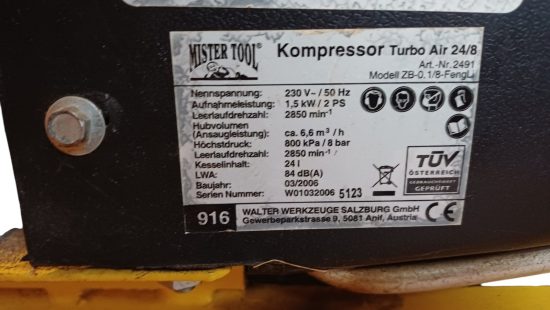 MISTER TOOL®
Kompressor Turbo Air 24/8
Art.-Nr. 2491
Modell ZB-0,1/8-FengLi
Nennspannung: 230 V~ / 50 Hz
Aufnahmeleistung: 1,5 kW / 2 PS
Leerlaufdrehzahl: 2850 min⁻¹
Hubvolumen
(Ansaugleistung): ca. 6,6 m³ / h
Höchstdruck: 800 kPa / 8 bar
Leerlaufdrehzahl: 2850 min⁻¹
Kesselinhalt: 24 l
LWA: 84 dB(A)
Baujahr: 03/2006
Serien Nummer: W01032006 5123
TÜV
ÖSTERREICH
GEBRAUCHSTAUGLICHKEIT
GEPRÜFT
916 WALTER WERKZEUGE SALZBURG GmbH
Gewerbeparkstrasse 9, 5081 Anif, Austria
CE